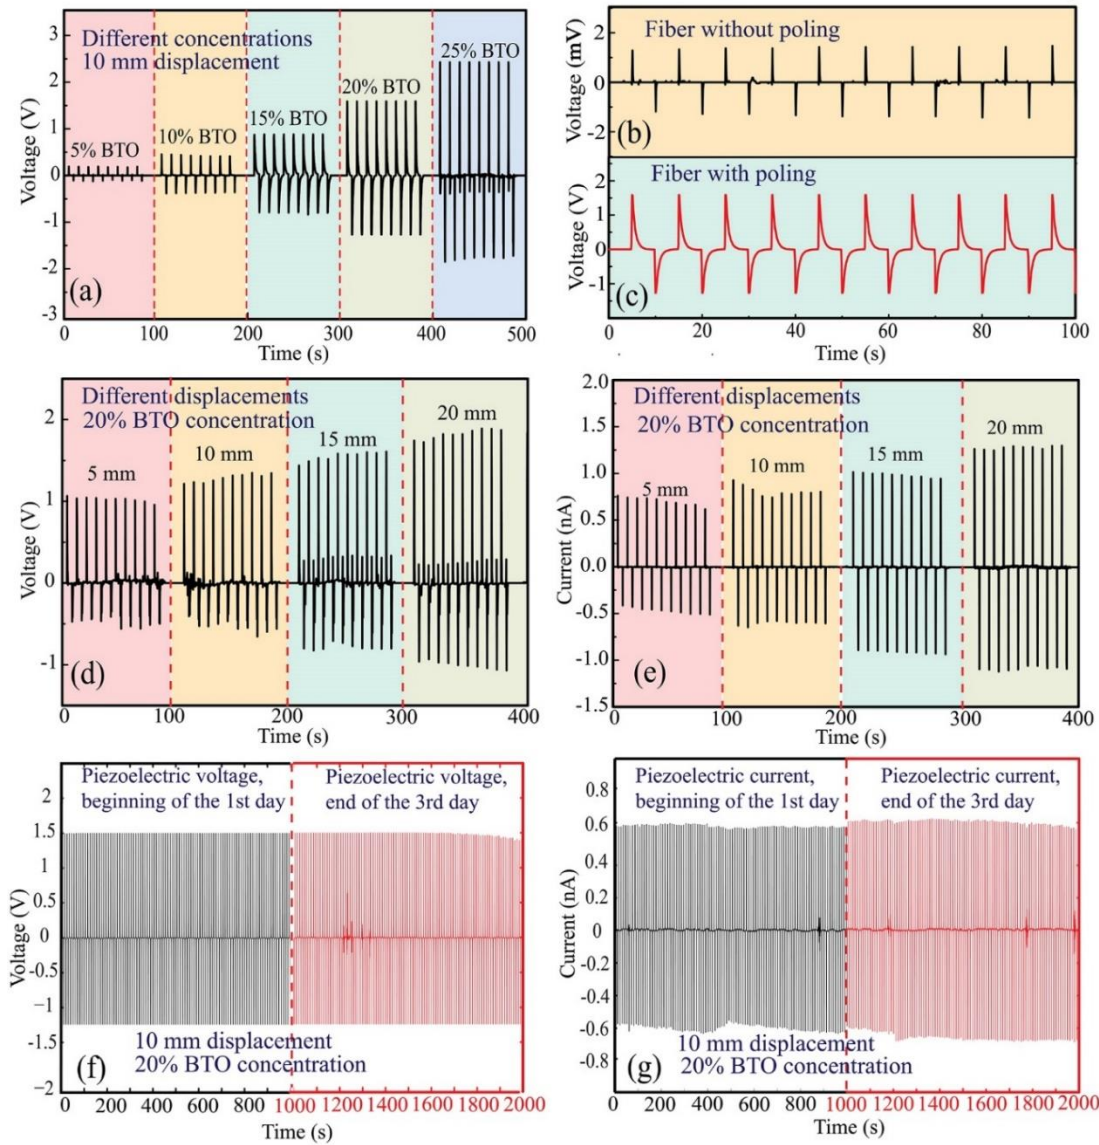 Different concentrations
10 mm displacement
5% BTO
10% BTO
15% BTO
20% BTO
25% BTO
3
2
1
0
-1
-2
-3
Voltage (V)
(a)
0 100 200 300 400 500
Time (s)
Fiber without poling
2
0
-2
Voltage (mV)
(b)
Fiber with poling
2
1
0
-1
Voltage (V)
(c)
0 20 40 60 80 100
Time (s)
Different displacements
20% BTO concentration
5 mm
10 mm
15 mm
20 mm
2
1
0
-1
Voltage (V)
(d)
0 100 200 300 400
Time (s)
Different displacements
20% BTO concentration
5 mm
10 mm
15 mm
20 mm
2.0
1.5
1.0
0.5
0.0
-0.5
-1.0
-1.5
Current (nA)
(e)
0 100 200 300 400
Time (s)
Piezoelectric voltage,
beginning of the 1st day
Piezoelectric voltage,
end of the 3rd day
2
1.5
1
0.5
0
-0.5
-1
-1.5
-2
Voltage (V)
10 mm displacement
20% BTO concentration
(f)
0 200 400 600 800 1000 1200 1400 1600 1800 2000
Time (s)
Piezoelectric current,
beginning of the 1st day
Piezoelectric current,
end of the 3rd day
0.8
0.6
0.4
0.2
0
-0.2
-0.4
-0.6
-0.8
Current (nA)
10 mm displacement
20% BTO concentration
(g)
0 200 400 600 800 1000 1200 1400 1600 1800 2000
Time (s)